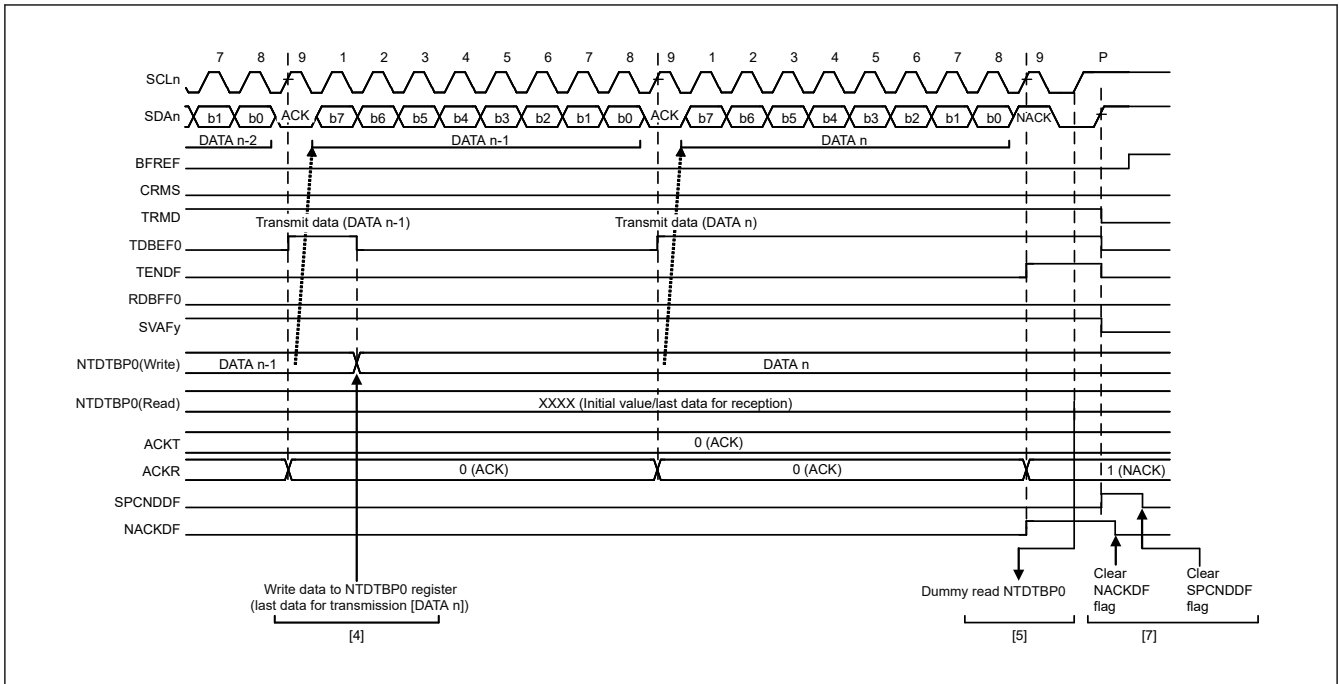 7 8 9 1 2 3 4 5 6 7 8 9 1 2 3 4 5 6 7 8 9 P
SCLn
SDAn b1 b0 ACK b7 b6 b5 b4 b3 b2 b1 b0 ACK b7 b6 b5 b4 b3 b2 b1 b0 NACK
DATA n-2 DATA n-1 DATA n
BFREF
CRMS
TRMD
Transmit data (DATA n-1) Transmit data (DATA n)
TDBEF0
TENDF
RDBFF0
SVAFy
NTDTBP0(Write) DATA n-1 DATA n
NTDTBP0(Read) XXXX (Initial value/last data for reception)
ACKT 0 (ACK)
ACKR 0 (ACK) 0 (ACK) 1 (NACK)
SPCNDDF
NACKDF
Write data to NTDTBP0 register
(last data for transmission [DATA n])
[4]
Dummy read NTDTBP0
[5]
Clear
NACKDF
flag
Clear
SPCNDDF
flag
[7]